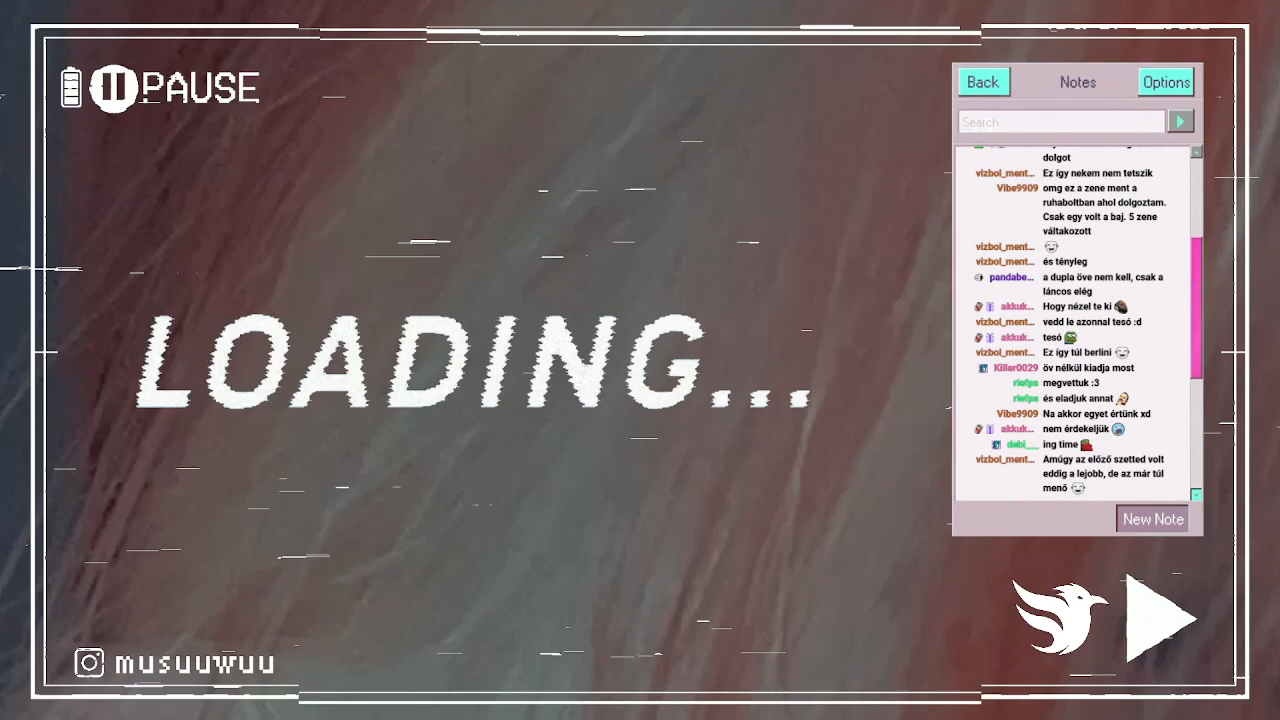 PAUSE
LOADING...
musuuwuu
Back
Notes
Options
Search
dolgot
vizbol_ment... Ez így nekem nem tetszik
Vibe9909 omg ez a zene ment a
ruhaboltban ahol dolgoztam.
Csak egy volt a baj. 5 zene
váltakozott
vizbol_ment...
vizbol_ment... és tényleg
pandabe... a dupla öve nem kell, csak a
láncos elég
akkuk... Hogy nézel te ki
vizbol_ment... vedd le azonnal tesó :d
akkuk... tesó
vizbol_ment... Ez így túl berlini
Killer0029 öv nélkül kiadja most
megvettuk :3
és eladjuk annat
Vibe9909 Na akkor egyet értünk xd
akkuk... nem érdekeljük
debi___ ing time
vizbol_ment... Amúgy az előző szetted volt
eddig a lejobb, de az már túl
menő
New Note